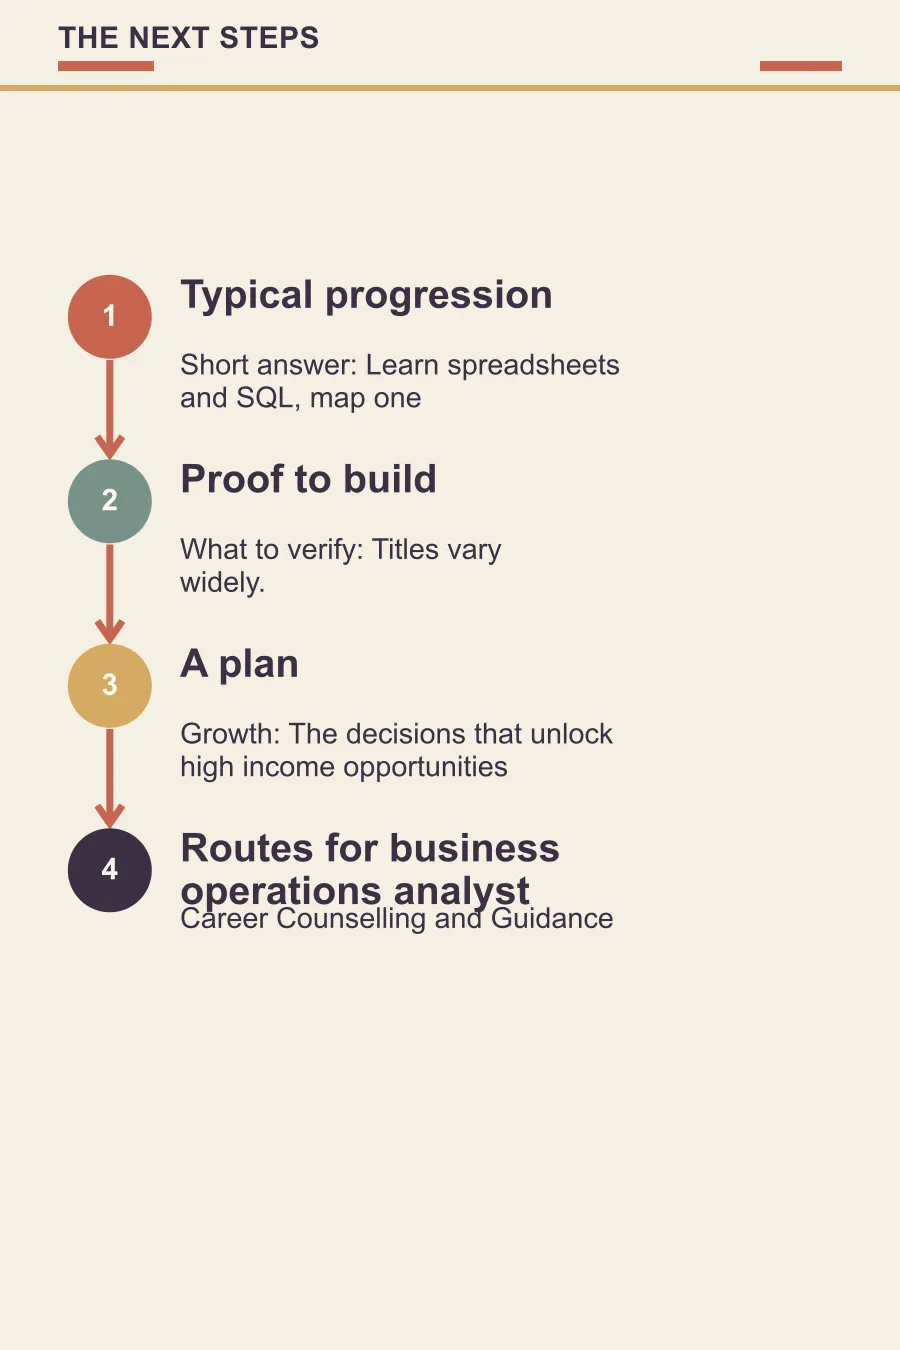 THE NEXT STEPS
1
Typical progression
Short answer: Learn spreadsheets
and SQL, map one
2
Proof to build
What to verify: Titles vary
widely.
3
A plan
Growth: The decisions that unlock
high income opportunities
4
Routes for business
operations analyst
Career Counselling and Guidance